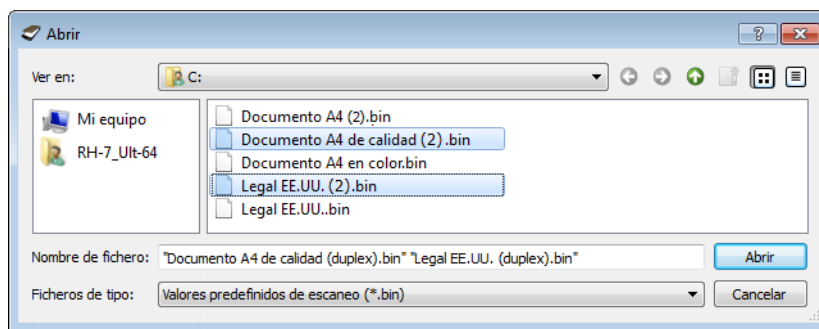 Abrir
Ver en: C:
Mi equipo
RH-7_Ult-64
Documento A4 (2).bin
Documento A4 de calidad (2).bin
Documento A4 en color.bin
Legal EE.UU. (2).bin
Legal EE.UU..bin
Nombre de fichero: "Documento A4 de calidad (duplex).bin" "Legal EE.UU. (duplex).bin" Abrir
Ficheros de tipo: Valores predefinidos de escaneo (*.bin) Cancelar